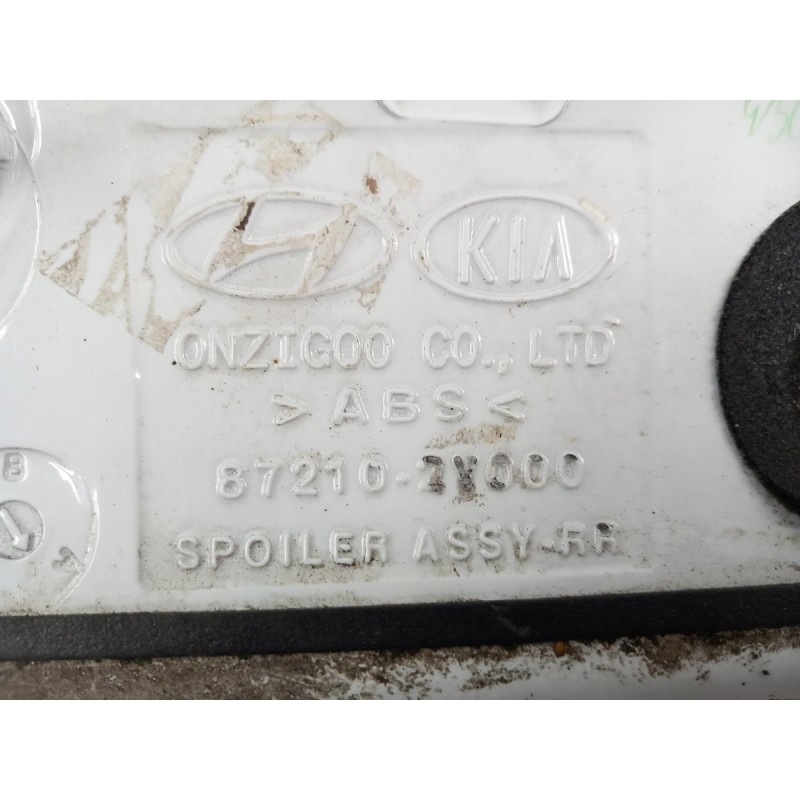 KIA
ONZIGOO CO., LTD
>ABS<
87210-2Y000
SPOILER ASSY-RR
B